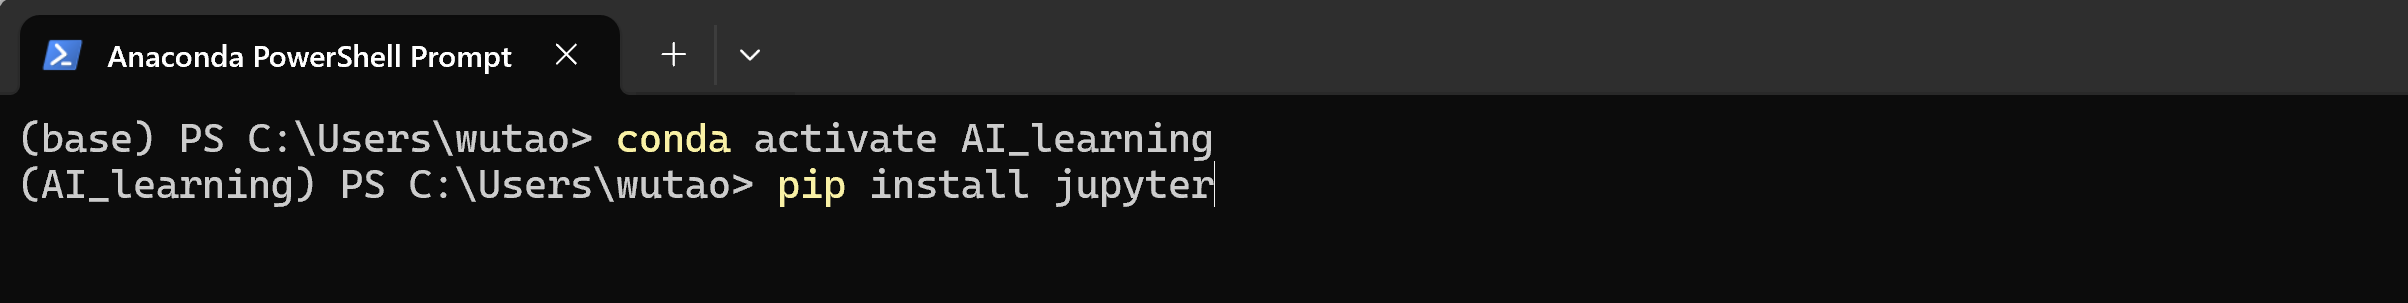 Anaconda PowerShell Prompt
(base) PS C:\Users\wutao> conda activate AI_learning
(AI_learning) PS C:\Users\wutao> pip install jupyter